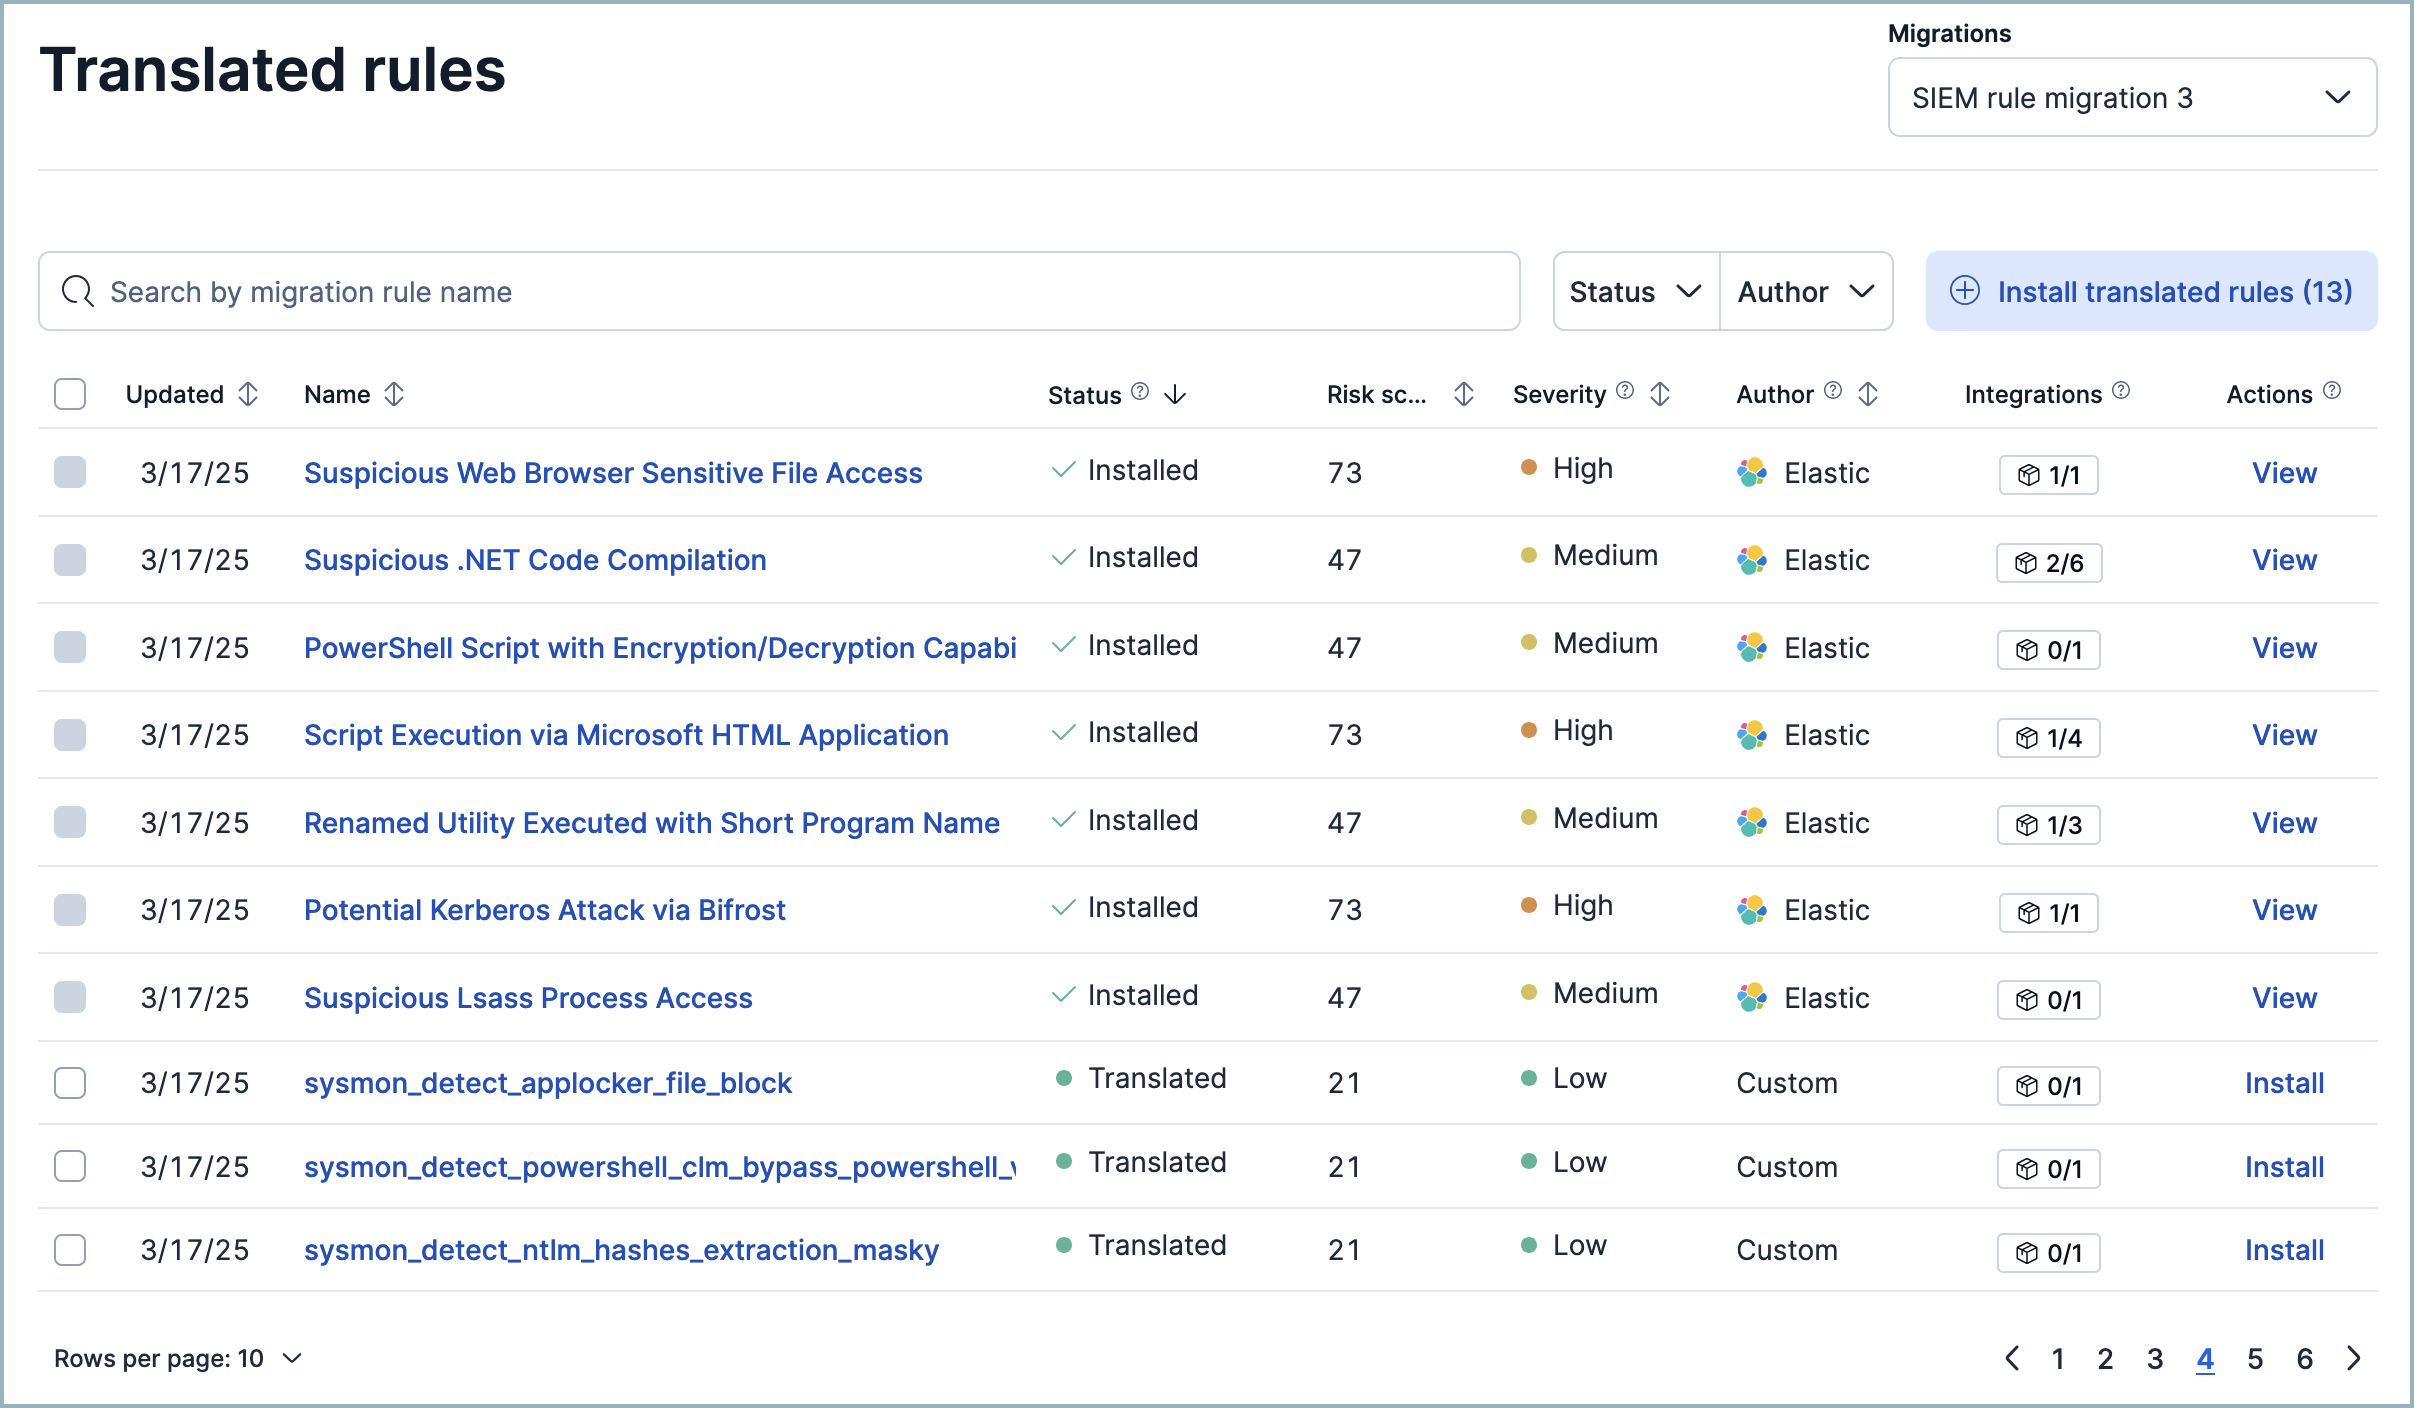 Migrations
Translated rules
SIEM rule migration 3
Search by migration rule name
Status Author Install translated rules (13)
Updated Name Status Risk sc... Severity Author Integrations Actions
3/17/25 Suspicious Web Browser Sensitive File Access Installed 73 High Elastic 1/1 View
3/17/25 Suspicious .NET Code Compilation Installed 47 Medium Elastic 2/6 View
3/17/25 PowerShell Script with Encryption/Decryption Capabi Installed 47 Medium Elastic 0/1 View
3/17/25 Script Execution via Microsoft HTML Application Installed 73 High Elastic 1/4 View
3/17/25 Renamed Utility Executed with Short Program Name Installed 47 Medium Elastic 1/3 View
3/17/25 Potential Kerberos Attack via Bifrost Installed 73 High Elastic 1/1 View
3/17/25 Suspicious Lsass Process Access Installed 47 Medium Elastic 0/1 View
3/17/25 sysmon_detect_applocker_file_block Translated 21 Low Custom 0/1 Install
3/17/25 sysmon_detect_powershell_clm_bypass_powershell_v Translated 21 Low Custom 0/1 Install
3/17/25 sysmon_detect_ntlm_hashes_extraction_masky Translated 21 Low Custom 0/1 Install
Rows per page: 10 1 2 3 4 5 6